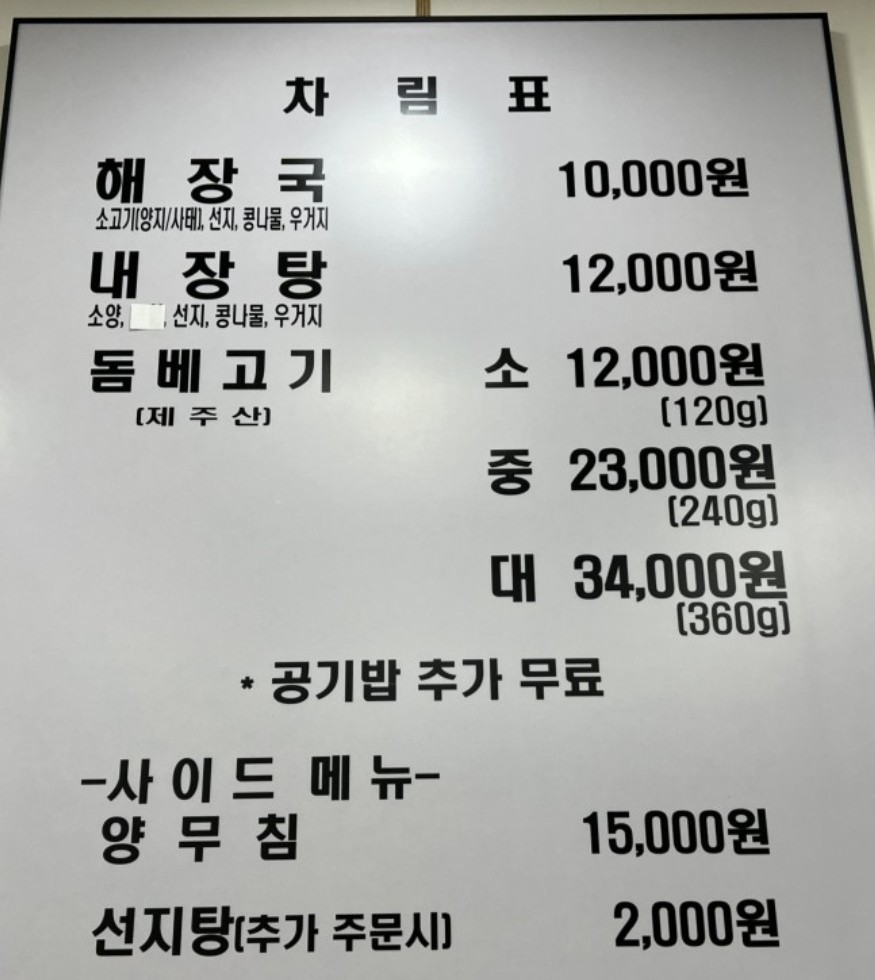 차 림 표
해 장 국 10,000원
소고기(양지/사태), 선지, 콩나물, 우거지
내 장 탕 12,000원
소양, , 선지, 콩나물, 우거지
돔 베 고 기 소 12,000원
(제 주 산) (120g)
중 23,000원
(240g)
대 34,000원
(360g)
* 공기밥 추가 무료
-사 이 드 메 뉴-
양 무 침 15,000원
선지탕(추가 주문시) 2,000원